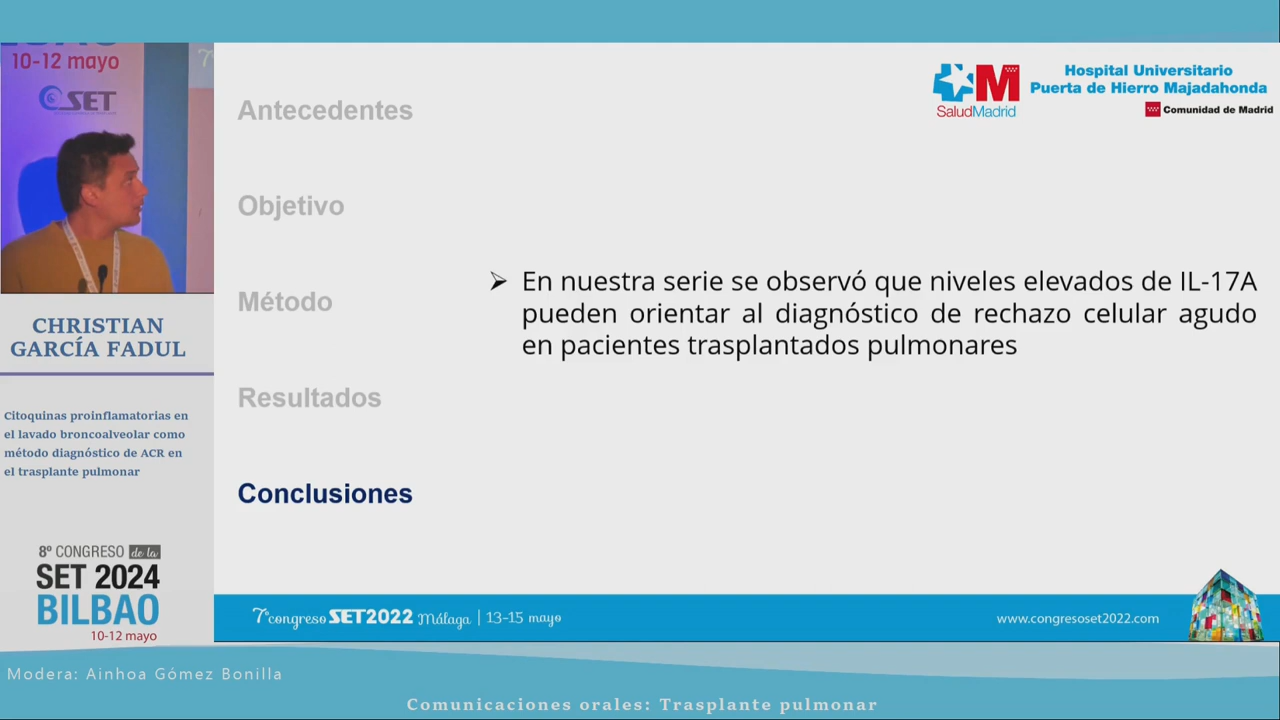 10-12 mayo
SET
Hospital Universitario
Puerta de Hierro Majadahonda
SaludMadrid
Comunidad de Madrid
Antecedentes
Objetivo
Método
Resultados
Conclusiones
➢ En nuestra serie se observó que niveles elevados de IL-17A
pueden orientar al diagnóstico de rechazo celular agudo
en pacientes trasplantados pulmonares
CHRISTIAN
GARCÍA FADUL
Citoquinas proinflamatorias en
el lavado broncoalveolar como
método diagnóstico de ACR en
el trasplante pulmonar
8º CONGRESO de la
SET 2024
BILBAO
10-12 mayo
7º congreso SET2022 Málaga | 13-15 mayo
www.congresoset2022.com
Modera: Ainhoa Gómez Bonilla
Comunicaciones orales: Trasplante pulmonar